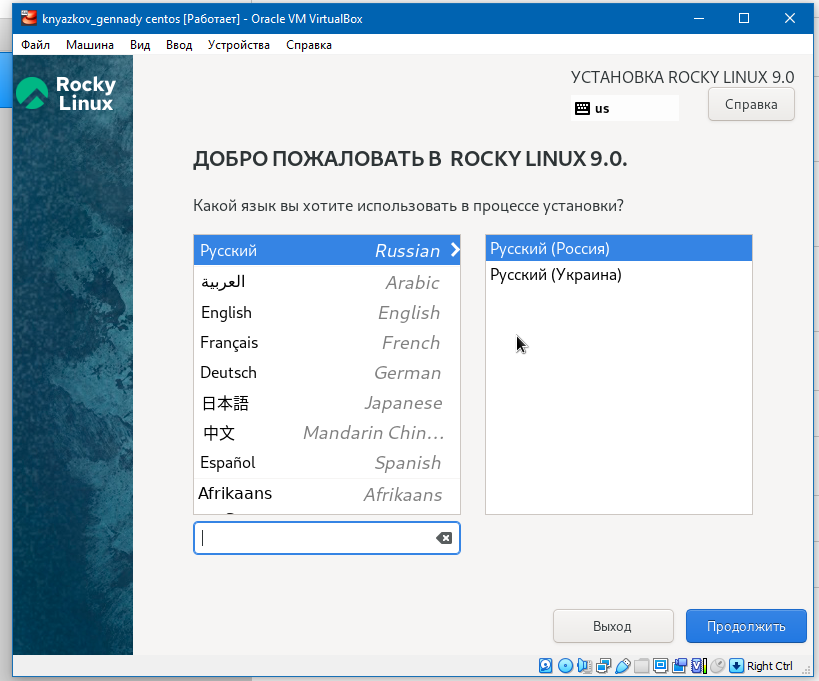 knyazkov_gennady centos [Работает] - Oracle VM VirtualBox
Файл Машина Вид Ввод Устройства Справка
Rocky
Linux
УСТАНОВКА ROCKY LINUX 9.0
us
Справка
ДОБРО ПОЖАЛОВАТЬ В ROCKY LINUX 9.0.
Какой язык вы хотите использовать в процессе установки?
Русский Russian
العربية Arabic
English English
Français French
Deutsch German
日本語 Japanese
中文 Mandarin Chin...
Español Spanish
Afrikaans Afrikaans
Русский (Россия)
Русский (Украина)
Выход
Продолжить
Right Ctrl